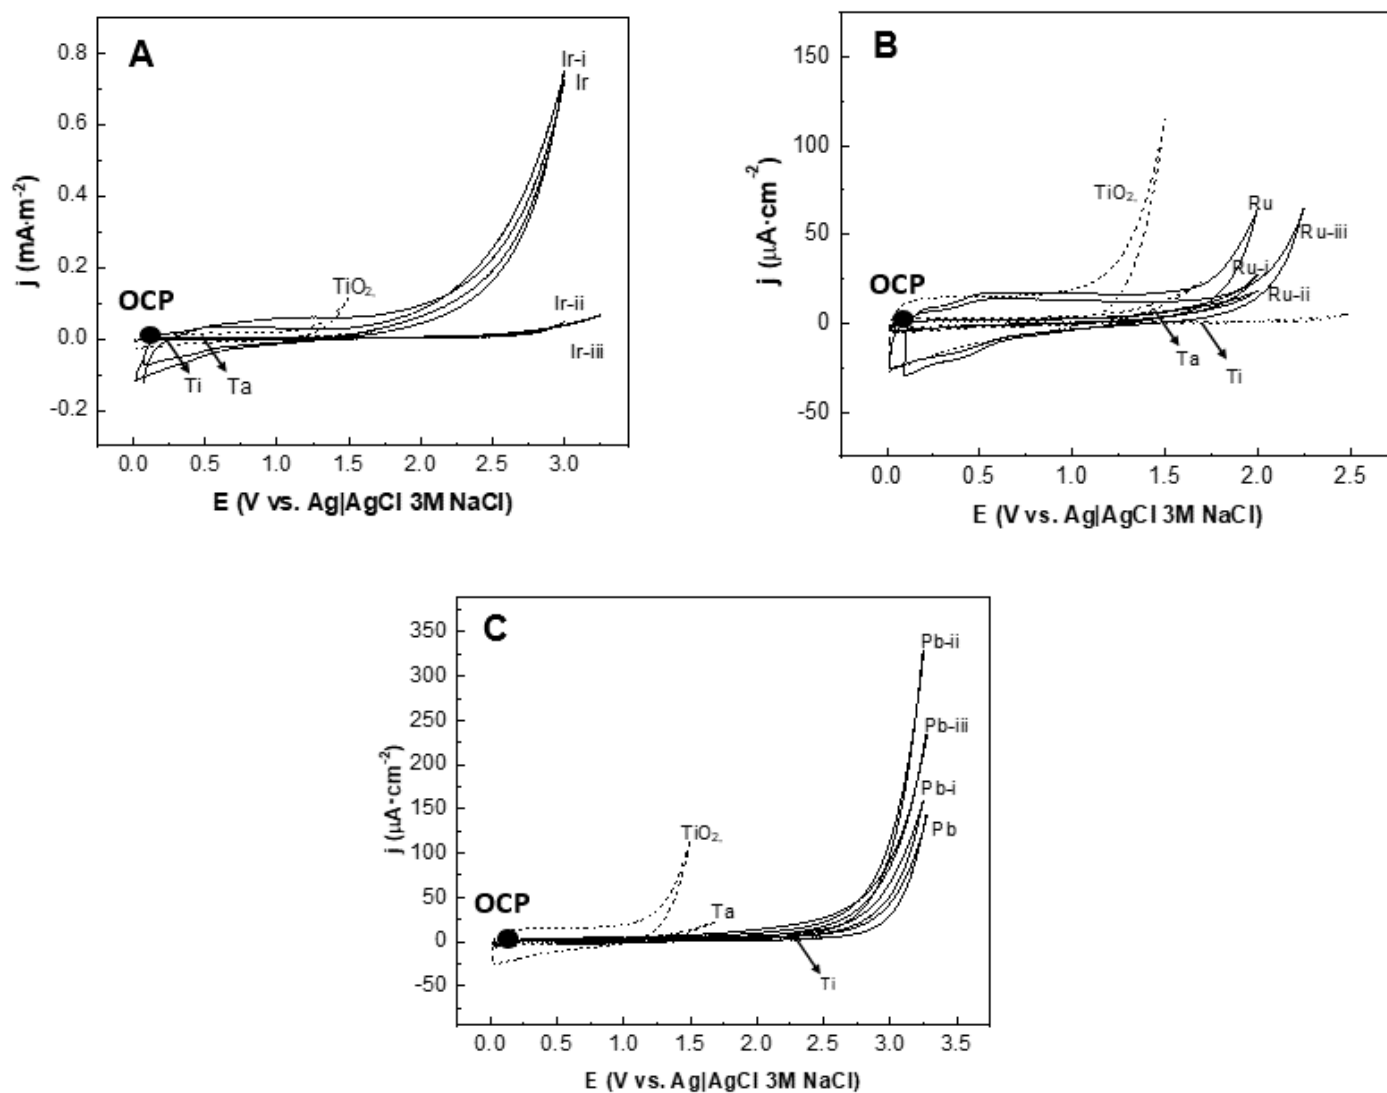 A
0.8
0.6
0.4
0.2
0.0
-0.2
j (mA·m⁻²)
Ir-i
Ir
TiO₂,
OCP
Ir-ii
Ir-iii
Ti
Ta
0.0 0.5 1.0 1.5 2.0 2.5 3.0
E (V vs. Ag|AgCl 3M NaCl)
B
150
100
50
0
-50
j (µA·cm⁻²)
TiO₂,
Ru
Ru-iii
Ru-i
OCP
Ru-ii
Ta
Ti
0.0 0.5 1.0 1.5 2.0 2.5
E (V vs. Ag|AgCl 3M NaCl)
C
350
300
250
200
150
100
50
0
-50
j (µA·cm⁻²)
Pb-ii
Pb-iii
Pb-i
Pb
TiO₂,
OCP
Ta
Ti
0.0 0.5 1.0 1.5 2.0 2.5 3.0 3.5
E (V vs. Ag|AgCl 3M NaCl)